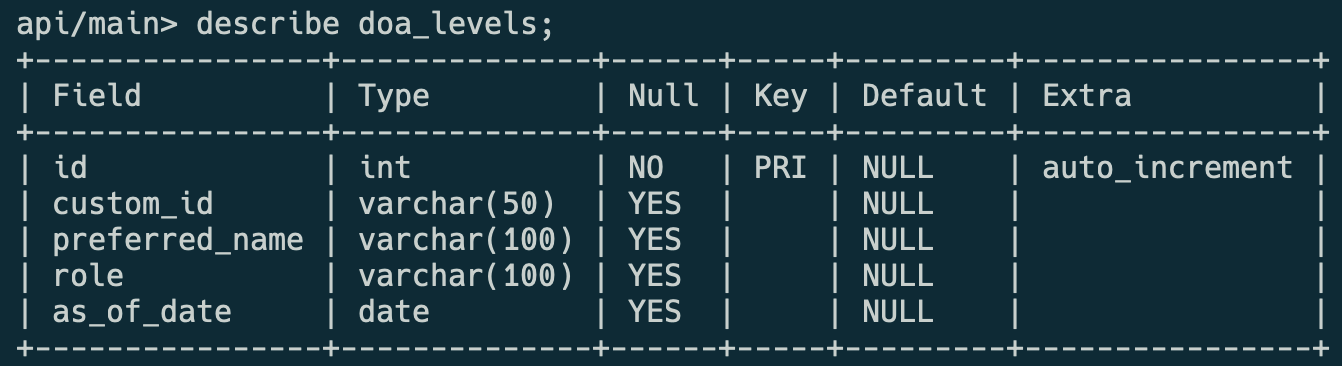 api/main> describe doa_levels;
+----------------+--------------+------+-----+---------+----------------+
| Field          | Type         | Null | Key | Default | Extra          |
+----------------+--------------+------+-----+---------+----------------+
| id             | int          | NO   | PRI | NULL    | auto_increment |
| custom_id      | varchar(50)  | YES  |     | NULL    |                |
| preferred_name | varchar(100) | YES  |     | NULL    |                |
| role           | varchar(100) | YES  |     | NULL    |                |
| as_of_date     | date         | YES  |     | NULL    |                |
+----------------+--------------+------+-----+---------+----------------+